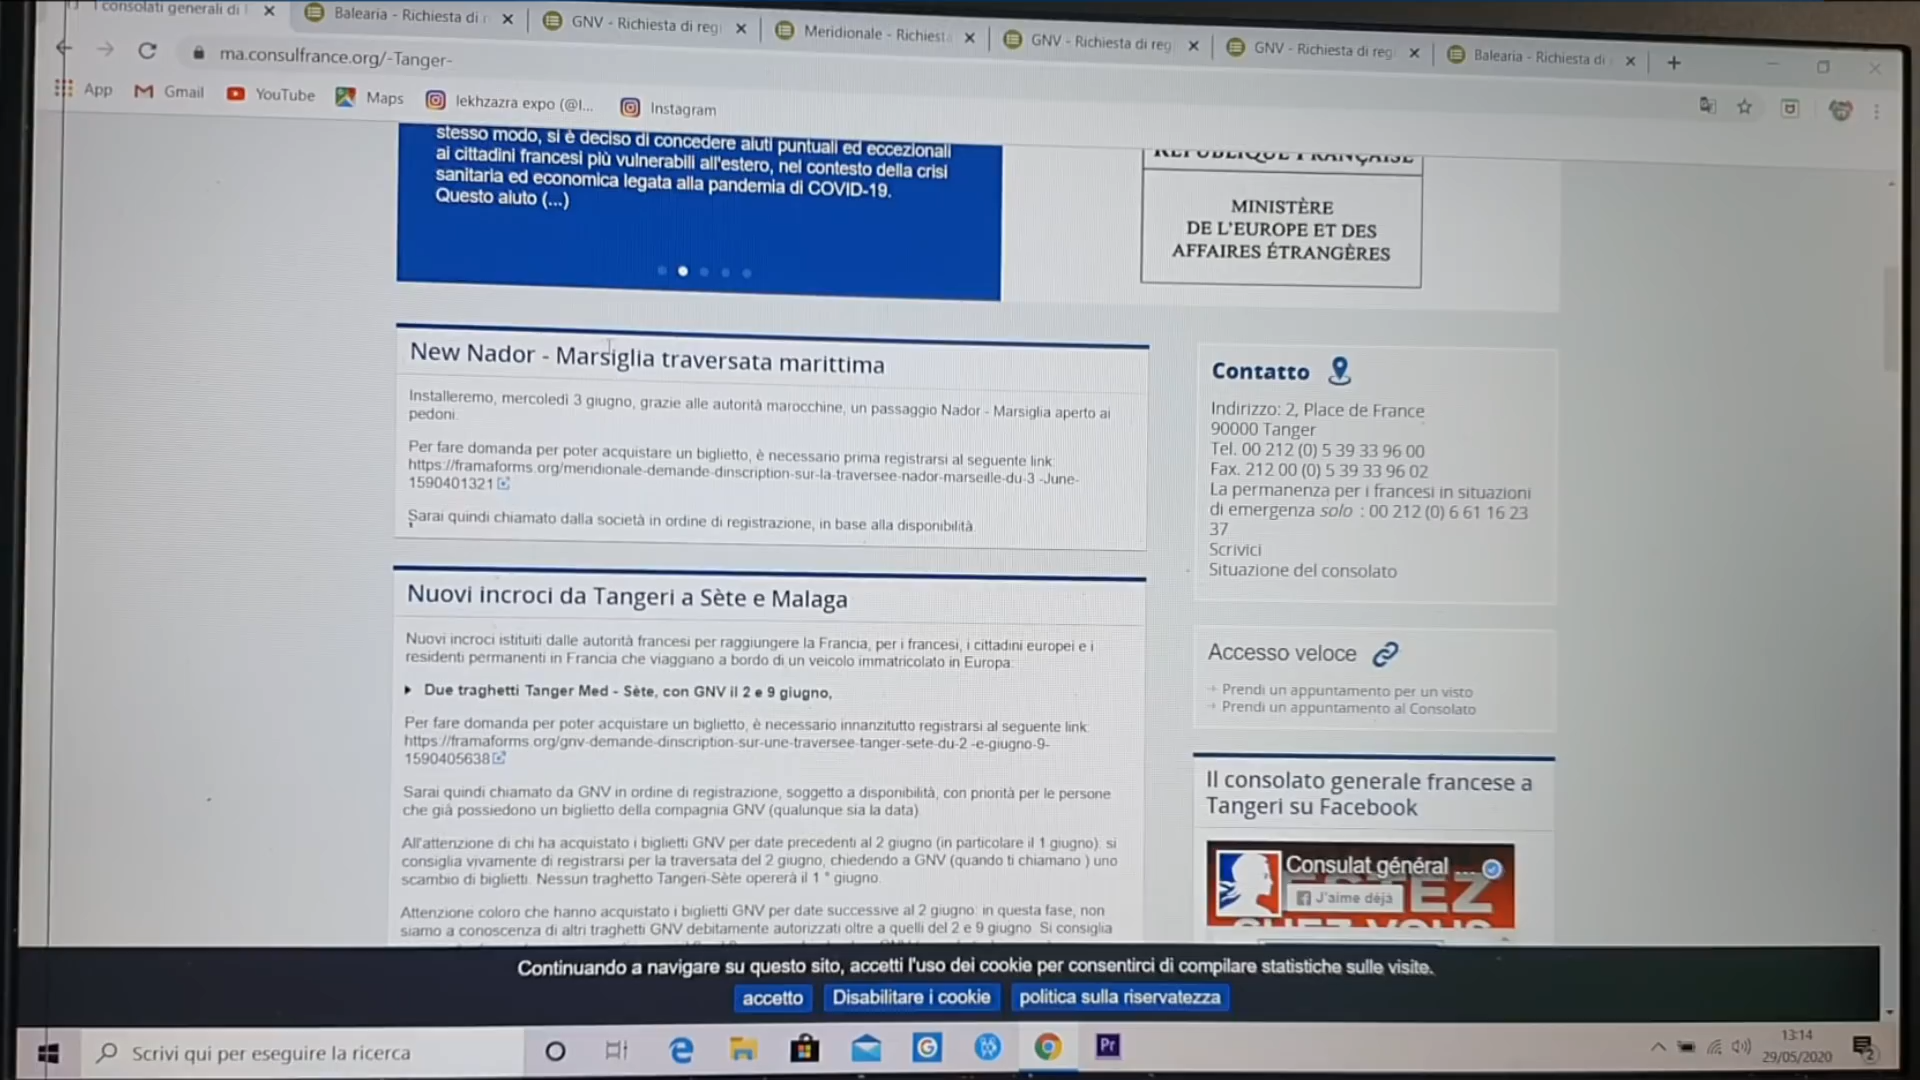 I consolati generali di
Balearia - Richiesta di
GNV - Richiesta di regi
Meridionale - Richiesta
GNV - Richiesta di reg
GNV - Richiesta di reg
Balearia - Richiesta di
ma.consulfrance.org/-Tanger-
App
Gmail
YouTube
Maps
lekhzazra expo (@l...
Instagram
stesso modo, si è deciso di concedere aiuti puntuali ed eccezionali
ai cittadini francesi più vulnerabili all'estero, nel contesto della crisi
sanitaria ed economica legata alla pandemia di COVID-19.
Questo aiuto (...)
RÉPUBLIQUE FRANÇAISE
MINISTÈRE
DE L'EUROPE ET DES
AFFAIRES ÉTRANGÈRES
New Nador - Marsiglia traversata marittima
Installeremo, mercoledì 3 giugno, grazie alle autorità marocchine, un passaggio Nador - Marsiglia aperto ai
pedoni.
Per fare domanda per poter acquistare un biglietto, è necessario prima registrarsi al seguente link:
https://framaforms.org/meridionale-demande-dinscription-sur-la-traversee-nador-marseille-du-3 -June-
1590401321
Sarai quindi chiamato dalla società in ordine di registrazione, in base alla disponibilità.
Nuovi incroci da Tangeri a Sète e Malaga
Nuovi incroci istituiti dalle autorità francesi per raggiungere la Francia, per i francesi, i cittadini europei e i
residenti permanenti in Francia che viaggiano a bordo di un veicolo immatricolato in Europa:
Due traghetti Tanger Med - Sète, con GNV il 2 e 9 giugno,
Per fare domanda per poter acquistare un biglietto, è necessario innanzitutto registrarsi al seguente link:
https://framaforms.org/gnv-demande-dinscription-sur-une-traversee-tanger-sete-du-2 -e-giugno-9-
1590405638
Sarai quindi chiamato da GNV in ordine di registrazione, soggetto a disponibilità, con priorità per le persone
che già possiedono un biglietto della compagnia GNV (qualunque sia la data).
All'attenzione di chi ha acquistato i biglietti GNV per date precedenti al 2 giugno (in particolare il 1 giugno): si
consiglia vivamente di registrarsi per la traversata del 2 giugno, chiedendo a GNV (quando ti chiamano ) uno
scambio di biglietti. Nessun traghetto Tangeri-Sète opererà il 1 ° giugno.
Attenzione coloro che hanno acquistato i biglietti GNV per date successive al 2 giugno: in questa fase, non
siamo a conoscenza di altri traghetti GNV debitamente autorizzati oltre a quelli del 2 e 9 giugno. Si consiglia
Contatto
Indirizzo: 2, Place de France
90000 Tanger
Tel. 00 212 (0) 5 39 33 96 00
Fax. 212 00 (0) 5 39 33 96 02
La permanenza per i francesi in situazioni
di emergenza solo : 00 212 (0) 6 61 16 23
37
Scrivici
Situazione del consolato
Accesso veloce
Prendi un appuntamento per un visto
Prendi un appuntamento al Consolato
Il consolato generale francese a
Tangeri su Facebook
Consulat général ...
J'aime déjà
Continuando a navigare su questo sito, accetti l'uso dei cookie per consentirci di compilare statistiche sulle visite.
accetto
Disabilitare i cookie
politica sulla riservatezza
Scrivi qui per eseguire la ricerca
Pr
13:14
29/05/2020
2